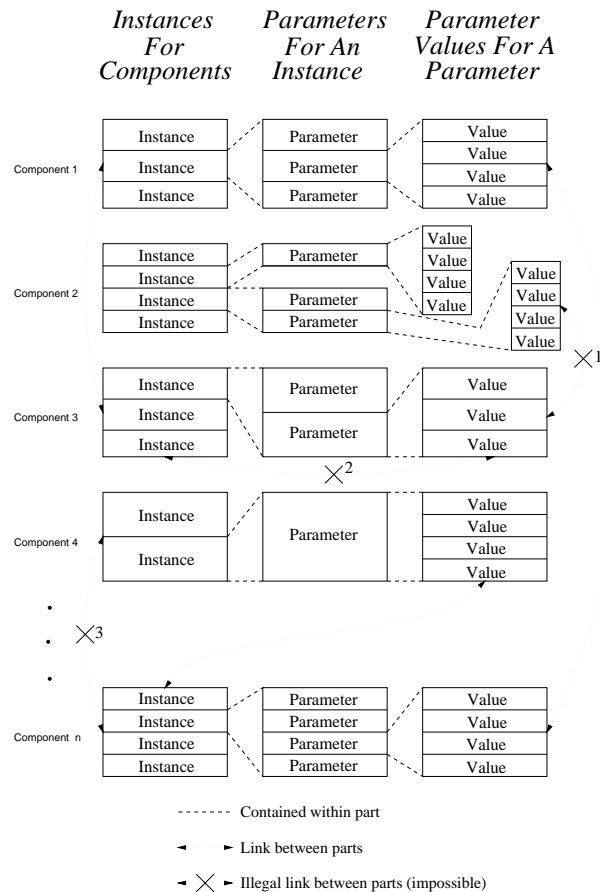 Instances For Components
Parameters For An Instance
Parameter Values For A Parameter
Component 1
Instance
Instance
Instance
Parameter
Parameter
Parameter
Value
Value
Value
Value
Component 2
Instance
Instance
Instance
Instance
Parameter
Parameter
Parameter
Value
Value
Value
Value
Value
Value
Value
Value
1
Component 3
Instance
Instance
Instance
Parameter
Parameter
Value
Value
Value
2
Component 4
Instance
Instance
Parameter
Value
Value
Value
Value
3
Component n
Instance
Instance
Instance
Instance
Parameter
Parameter
Parameter
Parameter
Value
Value
Value
Value
Contained within part
Link between parts
Illegal link between parts (impossible)